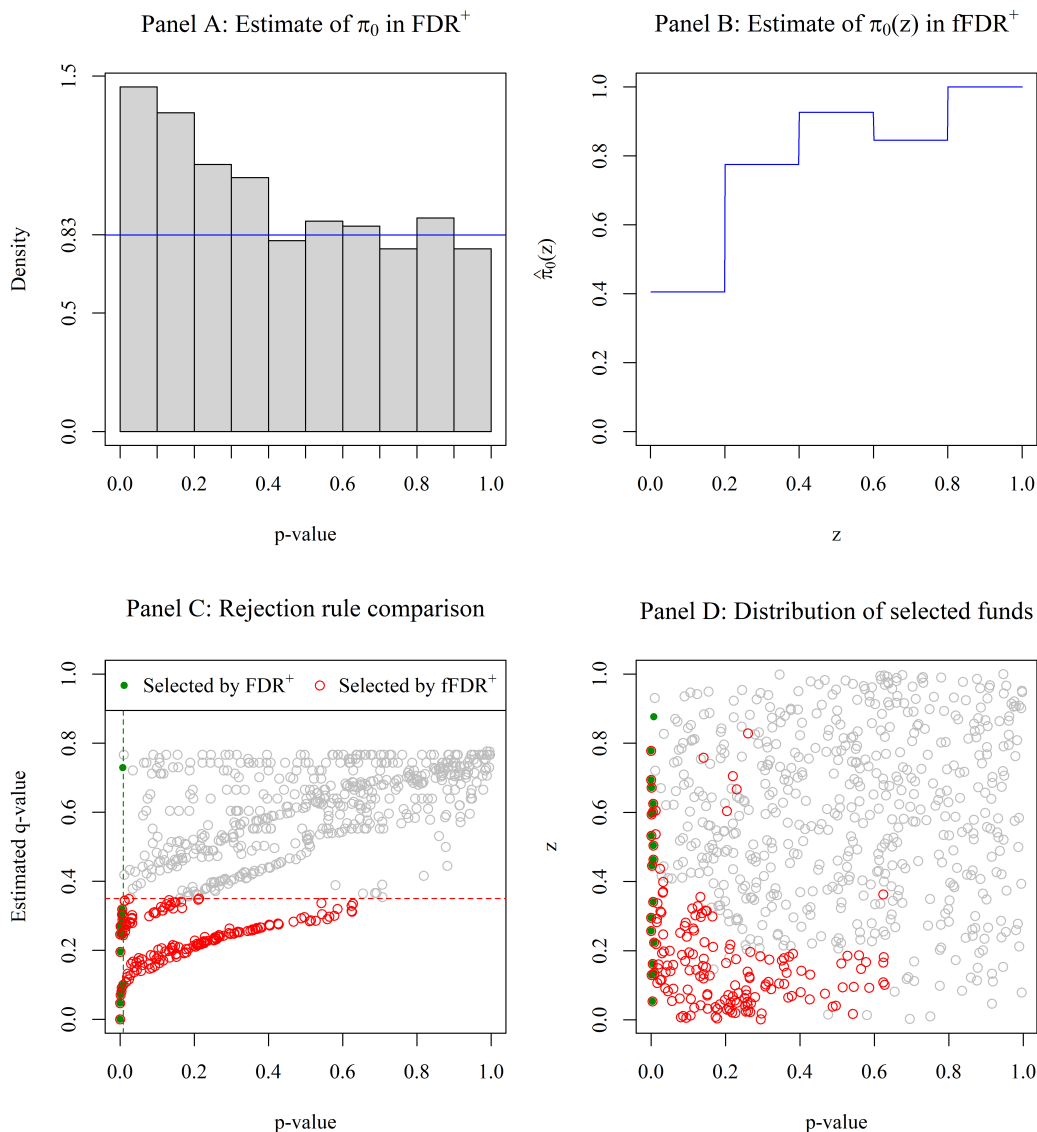 Panel A: Estimate of π₀ in FDR⁺
Density
0.0
0.5
0.83
1.5
0.0 0.2 0.4 0.6 0.8 1.0
p-value
Panel B: Estimate of π₀(z) in fFDR⁺
π̂₀(z)
0.0
0.2
0.4
0.6
0.8
1.0
0.0 0.2 0.4 0.6 0.8 1.0
z
Panel C: Rejection rule comparison
Selected by FDR⁺ Selected by fFDR⁺
Estimated q-value
0.0
0.2
0.4
0.6
0.8
1.0
0.0 0.2 0.4 0.6 0.8 1.0
p-value
Panel D: Distribution of selected funds
z
0.0
0.2
0.4
0.6
0.8
1.0
0.0 0.2 0.4 0.6 0.8 1.0
p-value